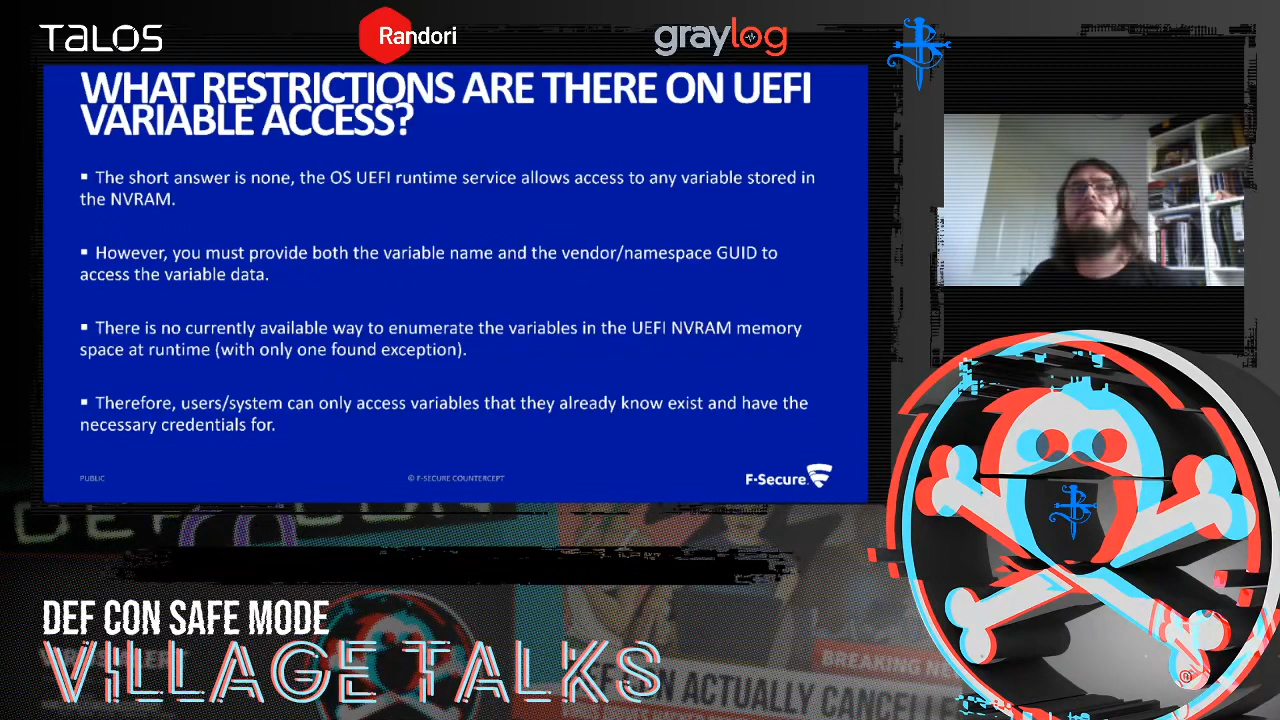 TALOS
Randori
graylog
WHAT RESTRICTIONS ARE THERE ON UEFI
VARIABLE ACCESS?
▪ The short answer is none, the OS UEFI runtime service allows access to any variable stored in
the NVRAM.
▪ However, you must provide both the variable name and the vendor/namespace GUID to
access the variable data.
▪ There is no currently available way to enumerate the variables in the UEFI NVRAM memory
space at runtime (with only one found exception).
▪ Therefore, users/system can only access variables that they already know exist and have the
necessary credentials for.
PUBLIC
© F-SECURE COUNTERCEPT
F-Secure.
DEF CON
DEF CON SAFE MODE
VILLAGE TALKS
BREAKING
CON ACTUALLY CANCELLE
®